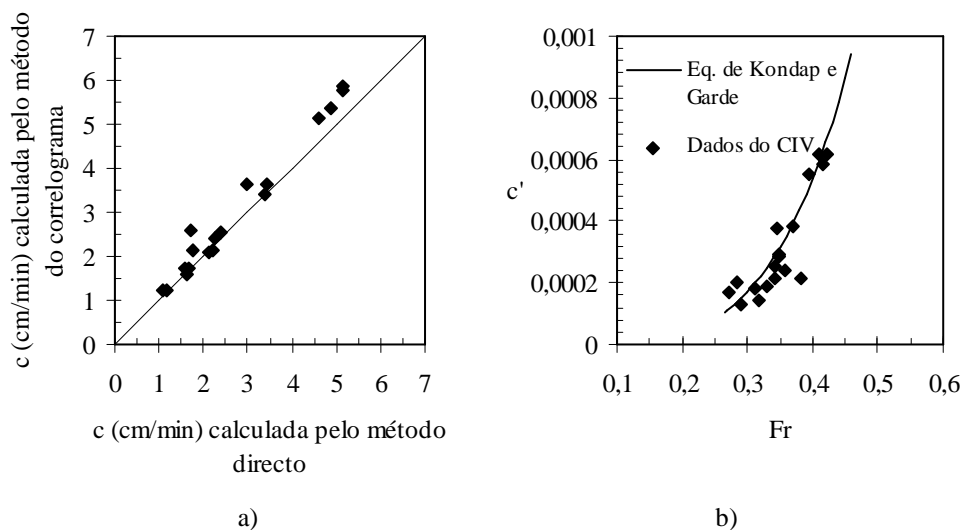 c (cm/min) calculada pelo método
do correlograma
7
6
5
4
3
2
1
0
0 1 2 3 4 5 6 7
c (cm/min) calculada pelo método
directo
a)
c'
0,001
0,0008
0,0006
0,0004
0,0002
0
Eq. de Kondap e
Garde
Dados do CIV
0,1 0,2 0,3 0,4 0,5 0,6
Fr
b)